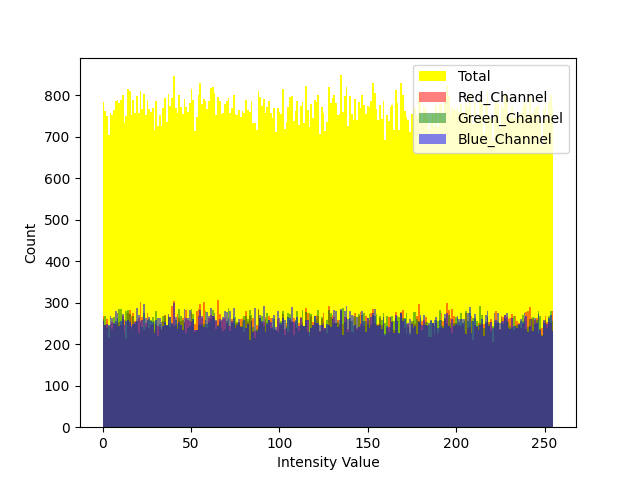 Total
Red_Channel
Green_Channel
Blue_Channel
800
700
600
500
400
300
200
100
0
Count
0 50 100 150 200 250
Intensity Value